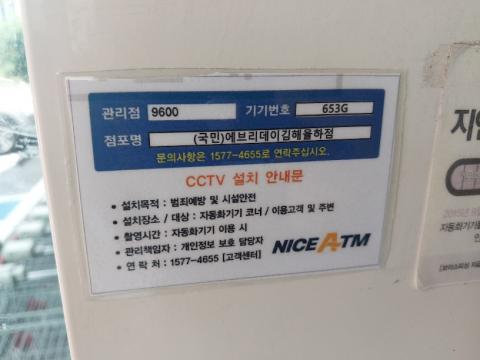 관리점 9600 기기번호 653G
점포명 (국민)에브리데이김해율하점
문의사항은 1577-4655로 연락주십시오.
CCTV 설치 안내문
• 설치목적 : 범죄예방 및 시설안전
• 설치장소 / 대상 : 자동화기기 코너 / 이용고객 및 주변
• 촬영시간 : 자동화기기 이용 시
• 관리책임자 : 개인정보 보호 담당자
• 연 락 처 : 1577-4655 [고객센터]
NICE ATM
지연
자동화기기